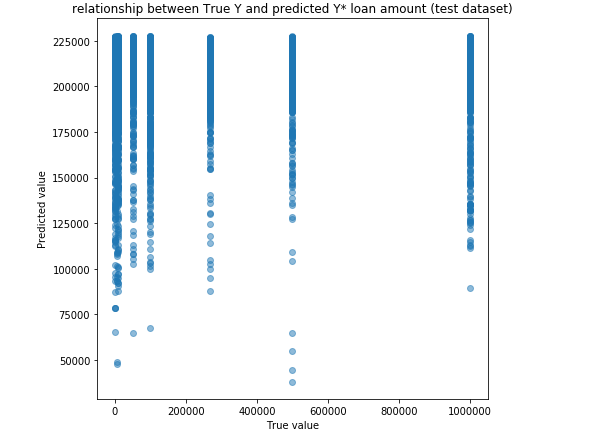 relationship between True Y and predicted Y* loan amount (test dataset)
225000
200000
175000
150000
125000
100000
75000
50000
Predicted value
0 200000 400000 600000 800000 1000000
True value